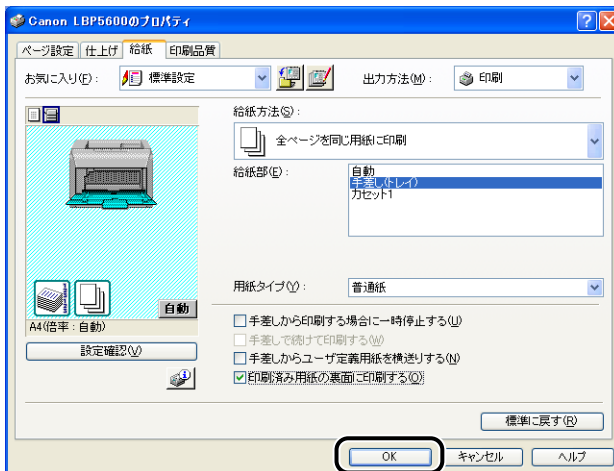 Canon LBP5600のプロパティ
ページ設定 仕上げ 給紙 印刷品質
お気に入り(F): 標準設定 出力方法(M): 印刷
給紙方法(S):
全ページを同じ用紙に印刷
給紙部(E):
自動
手差し(トレイ)
カセット1
用紙タイプ(Y): 普通紙
自動
A4(倍率:自動)
設定確認(V)
手差しから印刷する場合に一時停止する(U)
手差しで続けて印刷する(W)
手差しからユーザ定義用紙を横送りする(N)
印刷済み用紙の裏面に印刷する(O)
標準に戻す(R)
OK キャンセル ヘルプ